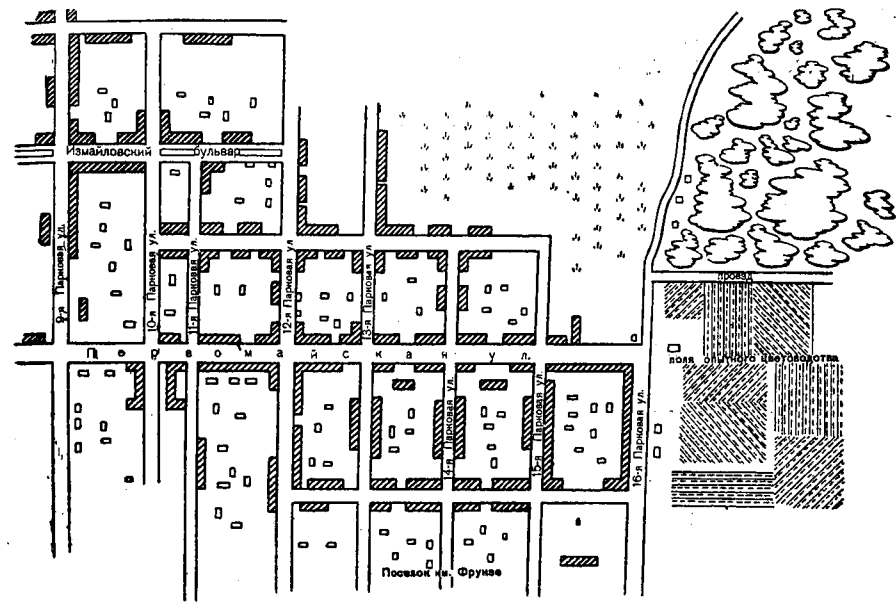 Измайловский бульвар
9-я Парковая ул.
10-я Парковая ул.
11-я Парковая ул.
12-я Парковая ул.
13-я Парковая ул.
проезд
Первомайская ул.
поля опытного цветоводства
14-я Парковая ул.
15-я Парковая ул.
16-я Парковая ул.
Поселок им. Фрунзе